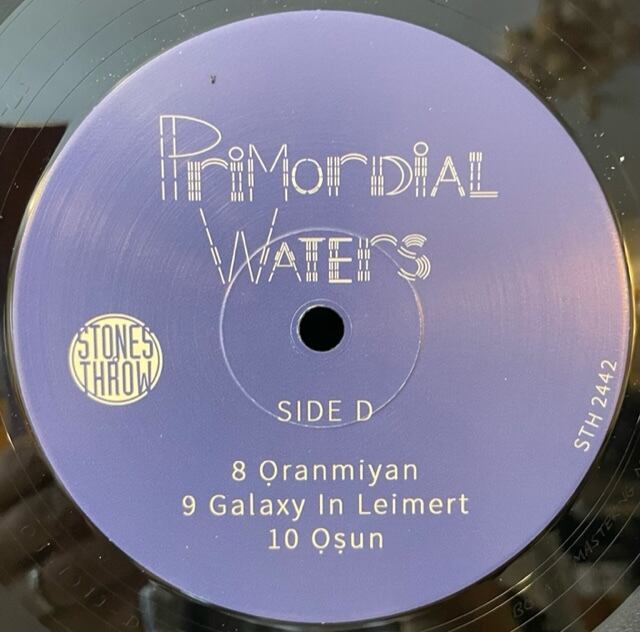 PRiMORDiAL
WATERS
STONES
THROW
SIDE D
STH 2442
8 Ọranmiyan
9 Galaxy In Leimert
10 Ọṣun